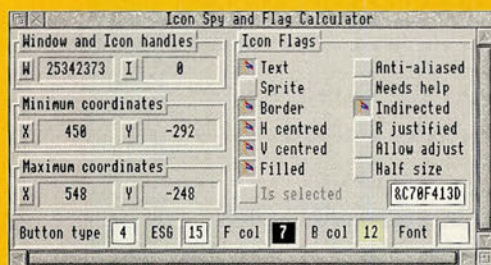 Icon Spy and Flag Calculator
Window and Icon handles
W 25342373 I 0
Minimum coordinates
X 450 Y -292
Maximum coordinates
X 548 Y -248
Icon Flags
Text
Sprite
Border
H centred
V centred
Filled
Is selected
Anti-aliased
Needs help
Indirected
R justified
Allow adjust
Half size
&C70F413D
Button type 4 ESG 15 F col 7 B col 12 Font